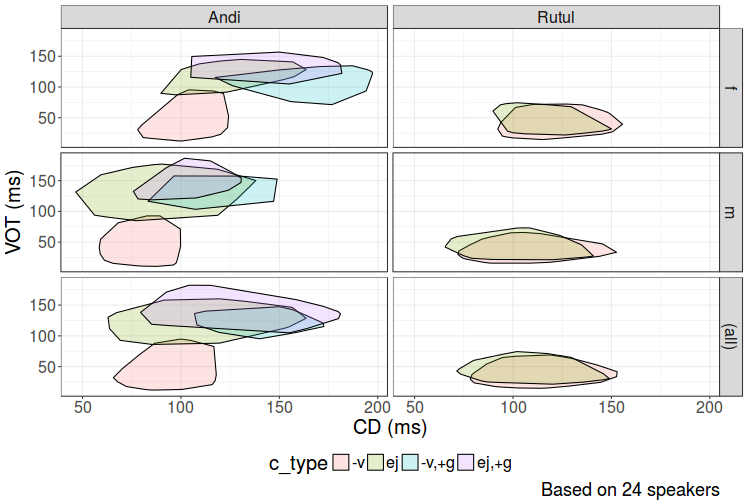 Andi
Rutul
VOT (ms)
150
100
50
f
150
100
50
m
150
100
50
(all)
50
100
150
200
50
100
150
200
CD (ms)
c_type -v ej -v,+g ej,+g
Based on 24 speakers